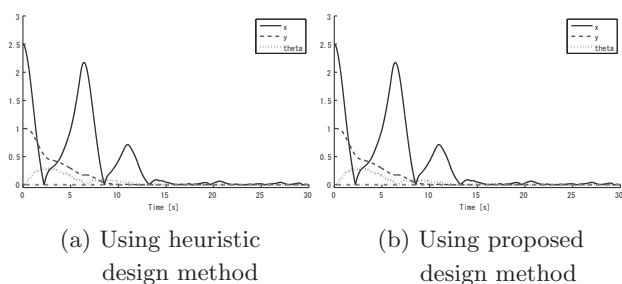 3
2.5
2
1.5
1
0.5
0
0 5 10 15 20 25 30
Time [s]
x
y
theta
(a) Using heuristic
design method
3
2.5
2
1.5
1
0.5
0
0 5 10 15 20 25 30
Time [s]
x
y
theta
(b) Using proposed
design method